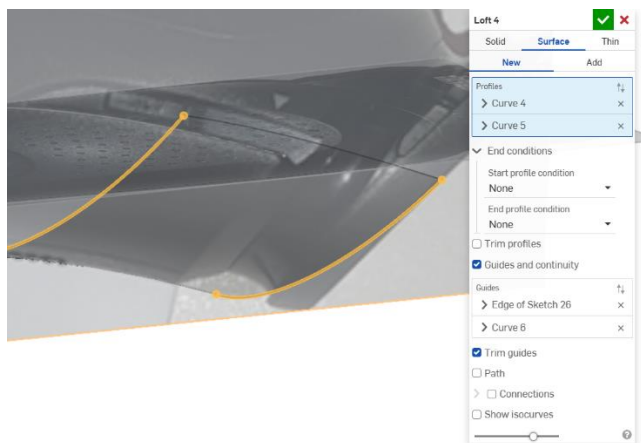 Loft 4
Solid Surface Thin
New Add
Profiles
Curve 4
Curve 5
End conditions
Start profile condition
None
End profile condition
None
Trim profiles
Guides and continuity
Guides
Edge of Sketch 26
Curve 6
Trim guides
Path
Connections
Show isocurves